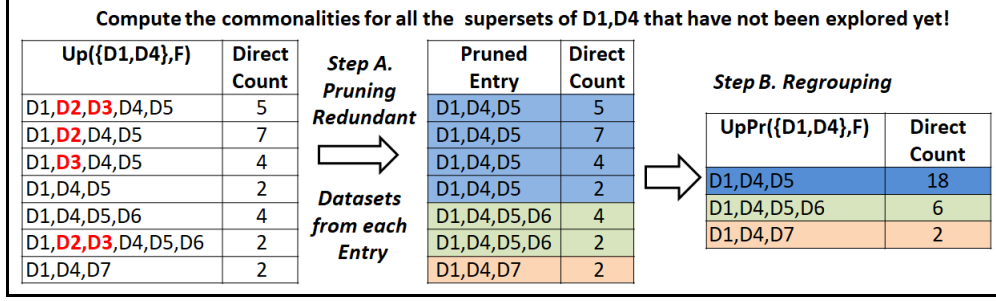 Compute the commonalities for all the supersets of D1,D4 that have not been explored yet!
Up({D1,D4},F) Direct Count
D1,D2,D3,D4,D5 5
D1,D2,D4,D5 7
D1,D3,D4,D5 4
D1,D4,D5 2
D1,D4,D5,D6 4
D1,D2,D3,D4,D5,D6 2
D1,D4,D7 2
Step A.
Pruning
Redundant
Datasets
from each
Entry
Pruned Entry Direct Count
D1,D4,D5 5
D1,D4,D5 7
D1,D4,D5 4
D1,D4,D5 2
D1,D4,D5,D6 4
D1,D4,D5,D6 2
D1,D4,D7 2
Step B. Regrouping
UpPr({D1,D4},F) Direct Count
D1,D4,D5 18
D1,D4,D5,D6 6
D1,D4,D7 2